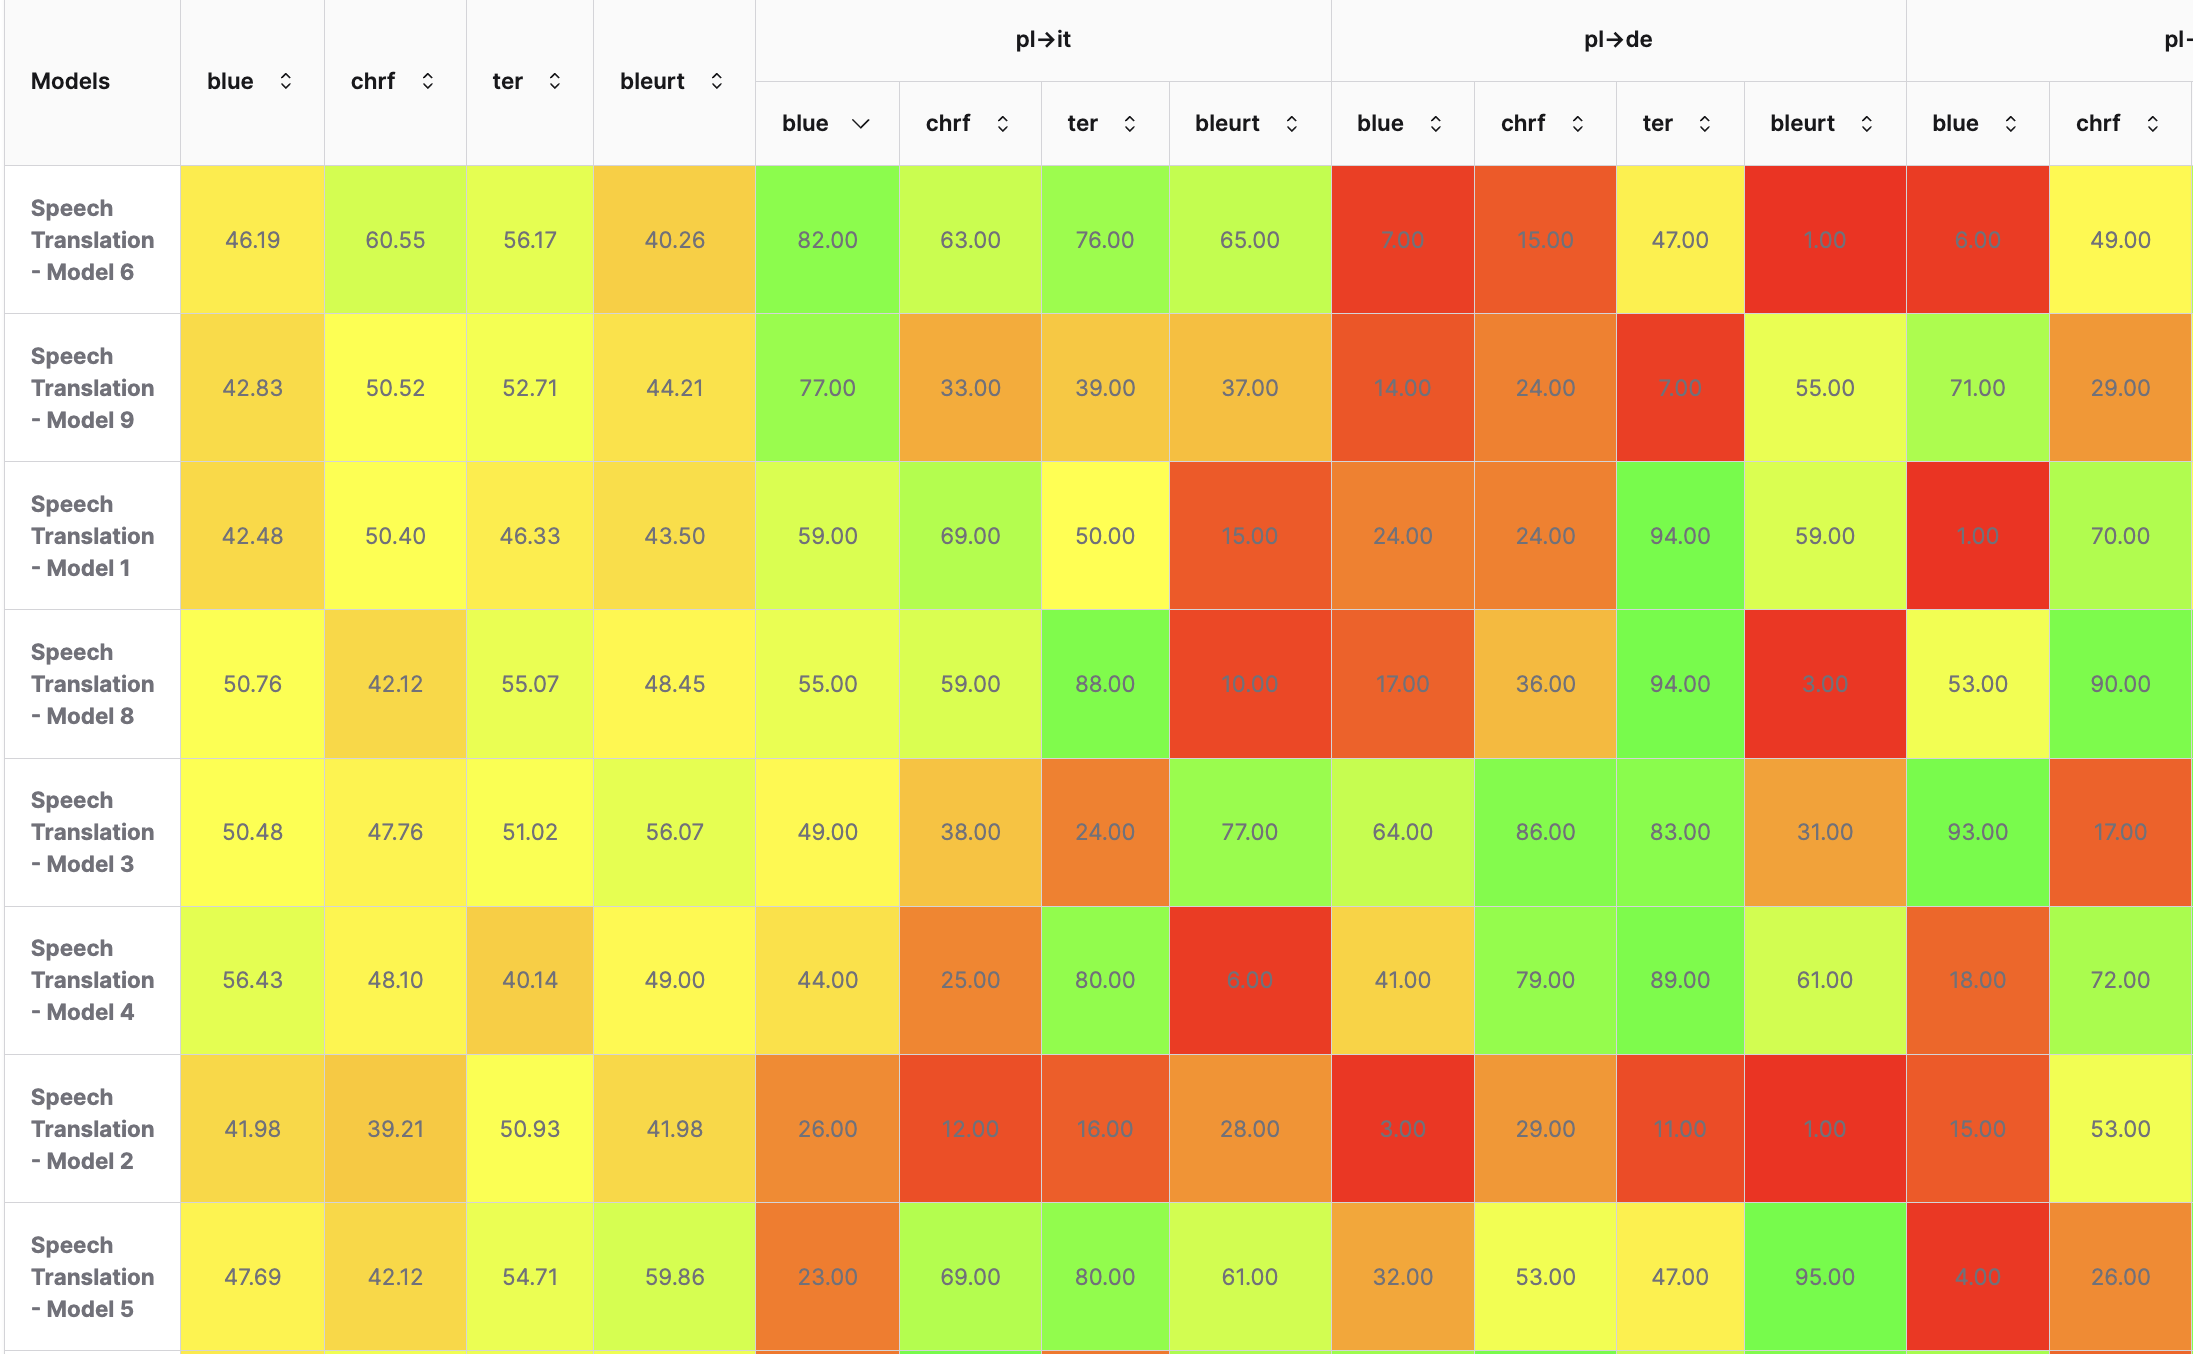 Models blue chrf ter bleurt pl→it pl→de pl-
blue chrf ter bleurt blue chrf ter bleurt blue chrf
Speech
Translation
- Model 6
46.19 60.55 56.17 40.26 82.00 63.00 76.00 65.00 7.00 15.00 47.00 1.00 6.00 49.00
Speech
Translation
- Model 9
42.83 50.52 52.71 44.21 77.00 33.00 39.00 37.00 14.00 24.00 7.00 55.00 71.00 29.00
Speech
Translation
- Model 1
42.48 50.40 46.33 43.50 59.00 69.00 50.00 15.00 24.00 24.00 94.00 59.00 1.00 70.00
Speech
Translation
- Model 8
50.76 42.12 55.07 48.45 55.00 59.00 88.00 10.00 17.00 36.00 94.00 3.00 53.00 90.00
Speech
Translation
- Model 3
50.48 47.76 51.02 56.07 49.00 38.00 24.00 77.00 64.00 86.00 83.00 31.00 93.00 17.00
Speech
Translation
- Model 4
56.43 48.10 40.14 49.00 44.00 25.00 80.00 6.00 41.00 79.00 89.00 61.00 18.00 72.00
Speech
Translation
- Model 2
41.98 39.21 50.93 41.98 26.00 12.00 16.00 28.00 3.00 29.00 11.00 1.00 15.00 53.00
Speech
Translation
- Model 5
47.69 42.12 54.71 59.86 23.00 69.00 80.00 61.00 32.00 53.00 47.00 95.00 4.00 26.00